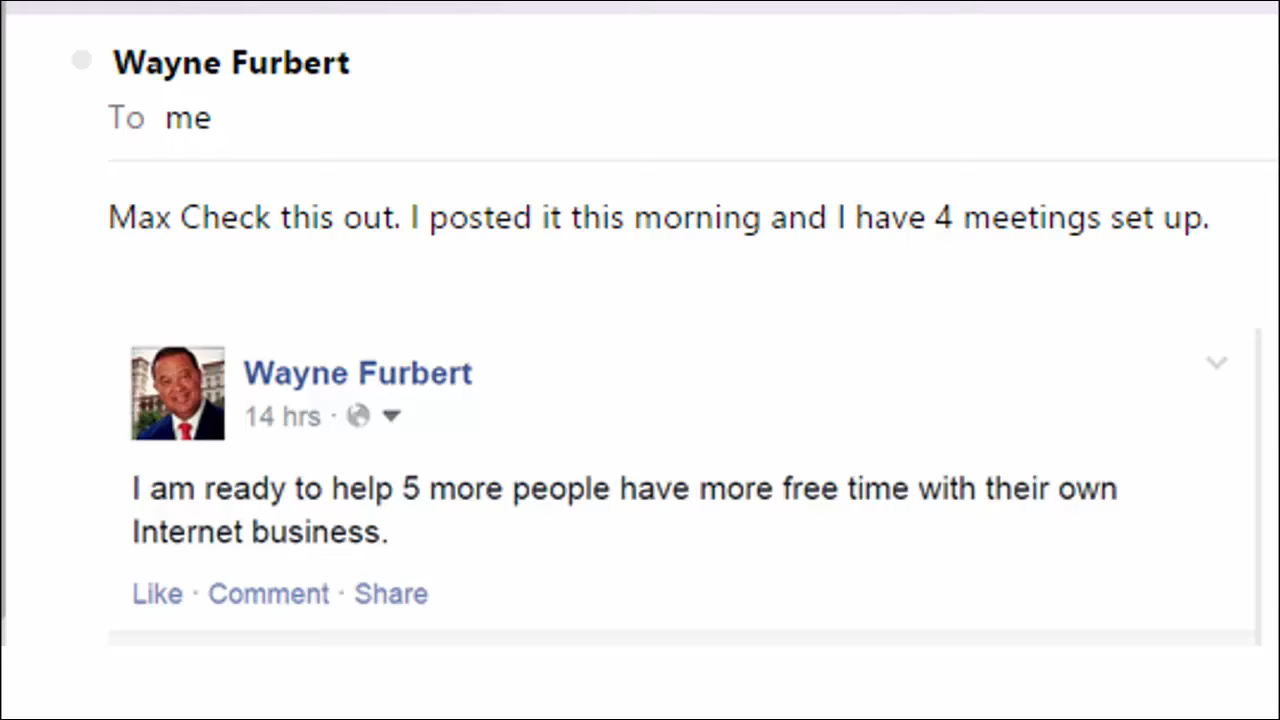 Wayne Furbert
To me
Max Check this out. I posted it this morning and I have 4 meetings set up.
Wayne Furbert
14 hrs ·
I am ready to help 5 more people have more free time with their own
Internet business.
Like · Comment · Share